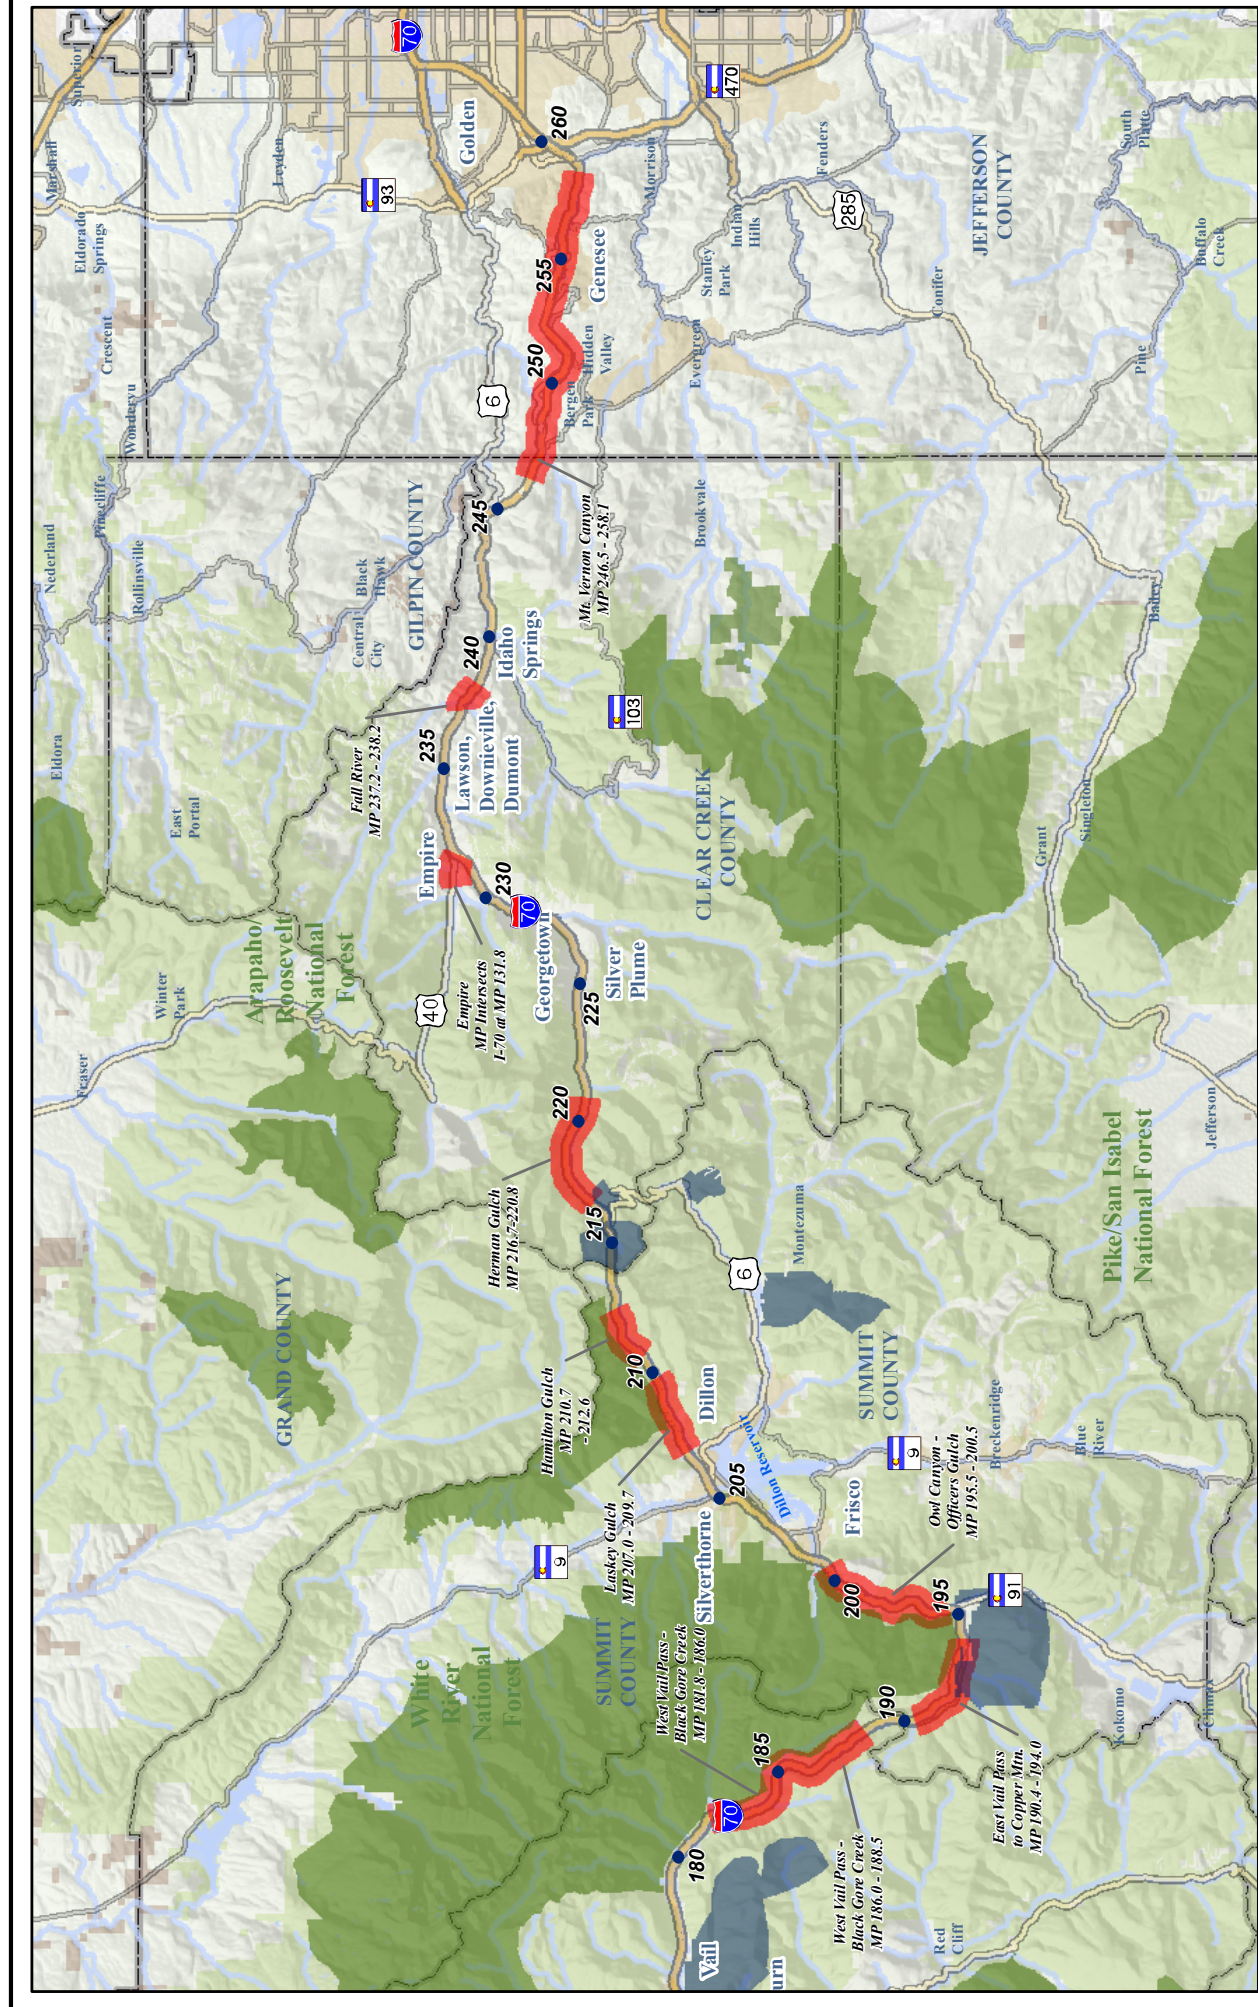 Superior
Marshall
Leyden
Eldorado
Springs
Crescent
Wonderyu
Pinecliffe
Nederland
Rollinsville
Eldora
East
Portal
Winter
Park
Fraser
70
93
Golden
260
470
Morrison
Fenders
South
Platte
JEFFERSON
COUNTY
Indian
Hills
285
Stanley
Park
Buffalo
Creek
Genesee
255
Conifer
Pine
Evergreen
Hidden
Valley
250
Bergen
Park
6
Mt. Vernon Canyon
MP 246.5 - 258.1
Brookvale
245
GILPIN COUNTY
Black
Hawk
Central
City
240
Idaho
Springs
103
Bailey
Fall River
MP 237.2 - 238.2
235
Lawson,
Downieville,
Dumont
CLEAR CREEK
COUNTY
Singleton
Grant
Empire
230
70
Georgetown
Arapaho/
Roosevelt
National
Forest
40
Empire
MP Intersects
I-70 at MP 131.8
Silver
Plume
225
220
Herman Gulch
MP 216.7-220.8
215
Montezuma
6
Pike/San Isabel
National Forest
Jefferson
GRAND COUNTY
Hamilton Gulch
MP 210.7
- 212.6
210
Dillon
SUMMIT
COUNTY
Breckenridge
Blue
River
9
Laskey Gulch
MP 207.0 - 209.7
205
Dillon Reservoir
Silverthorne
Frisco
Owl Canyon -
Officers Gulch
MP 195.5 - 200.5
9
200
195
91
SUMMIT
COUNTY
White
River
National
Forest
West Vail Pass -
Black Gore Creek
MP 181.8 - 186.0
190
185
Kokomo
Climax
East Vail Pass
to Copper Mtn.
MP 190.4 - 194.0
70
180
West Vail Pass -
Black Gore Creek
MP 186.0 - 188.5
Red
Cliff
Vail
urn